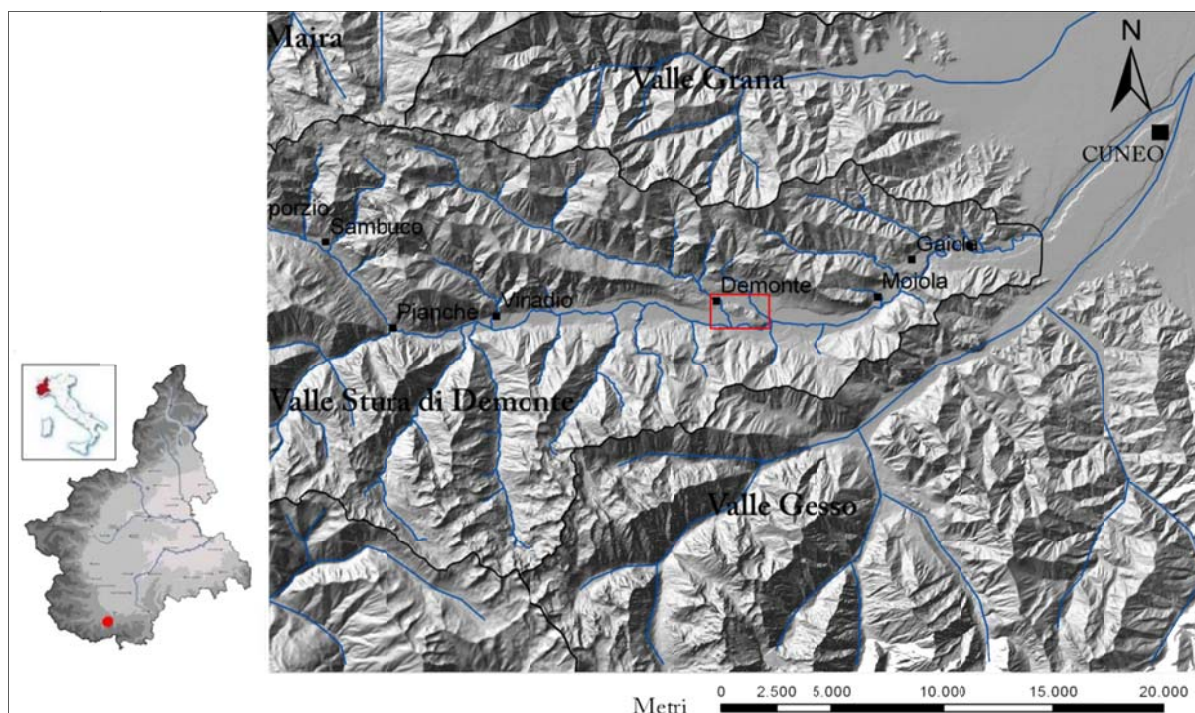 Maira
Valle Grana
N
CUNEO
porzio
Sambuco
Gaiola
Demonte
Moiola
Vinadio
Pianche
Valle Stura di Demonte
Valle Gesso
Metri
0 2.500 5.000 10.000 15.000 20.000